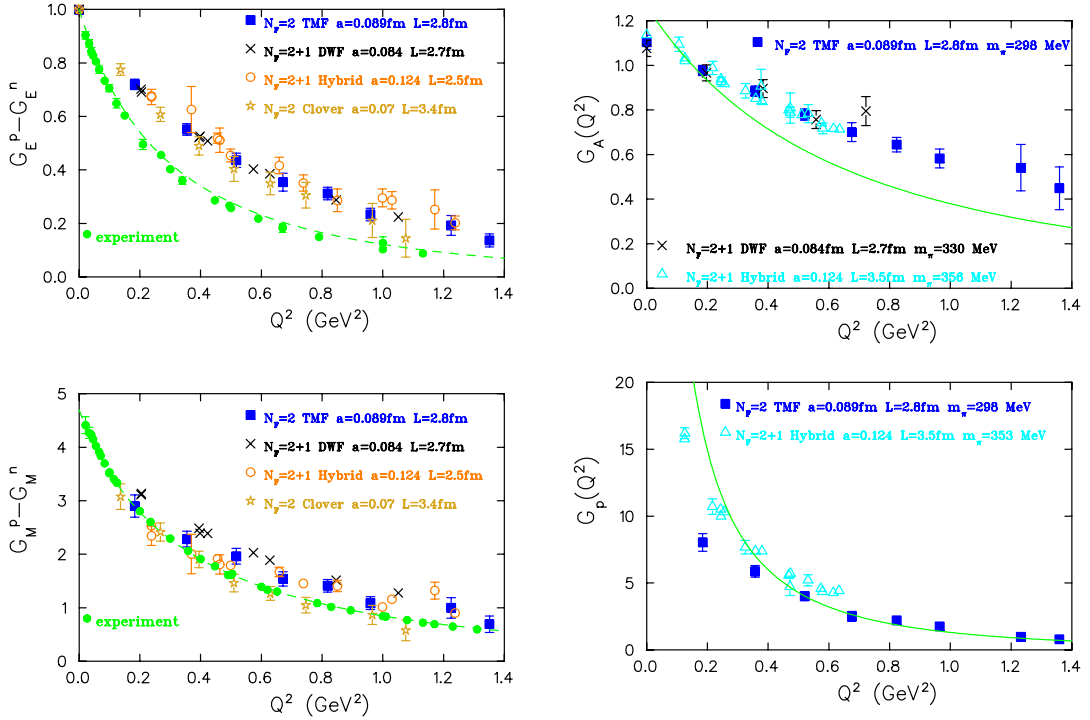 N_F=2 TMF a=0.089fm L=2.8fm
N_F=2+1 DWF a=0.084 L=2.7fm
N_F=2+1 Hybrid a=0.124 L=2.5fm
N_F=2 Clover a=0.07 L=3.4fm
experiment
G_E^p−G_E^n
1.0
0.8
0.6
0.4
0.2
0.0
0.0 0.2 0.4 0.6 0.8 1.0 1.2 1.4
Q² (GeV²)
N_F=2 TMF a=0.089fm L=2.8fm m_π=298 MeV
N_F=2+1 DWF a=0.084fm L=2.7fm m_π=330 MeV
N_F=2+1 Hybrid a=0.124 L=3.5fm m_π=356 MeV
G_A(Q²)
1.2
1.0
0.8
0.6
0.4
0.2
0.0
0.0 0.2 0.4 0.6 0.8 1.0 1.2 1.4
Q² (GeV²)
N_F=2 TMF a=0.089fm L=2.8fm
N_F=2+1 DWF a=0.084 L=2.7fm
N_F=2+1 Hybrid a=0.124 L=2.5fm
N_F=2 Clover a=0.07 L=3.4fm
experiment
G_M^p−G_M^n
5
4
3
2
1
0
0.0 0.2 0.4 0.6 0.8 1.0 1.2 1.4
Q² (GeV²)
N_F=2 TMF a=0.089fm L=2.8fm m_π=298 MeV
N_F=2+1 Hybrid a=0.124 L=3.5fm m_π=353 MeV
G_p(Q²)
20
15
10
5
0
0.0 0.2 0.4 0.6 0.8 1.0 1.2 1.4
Q² (GeV²)